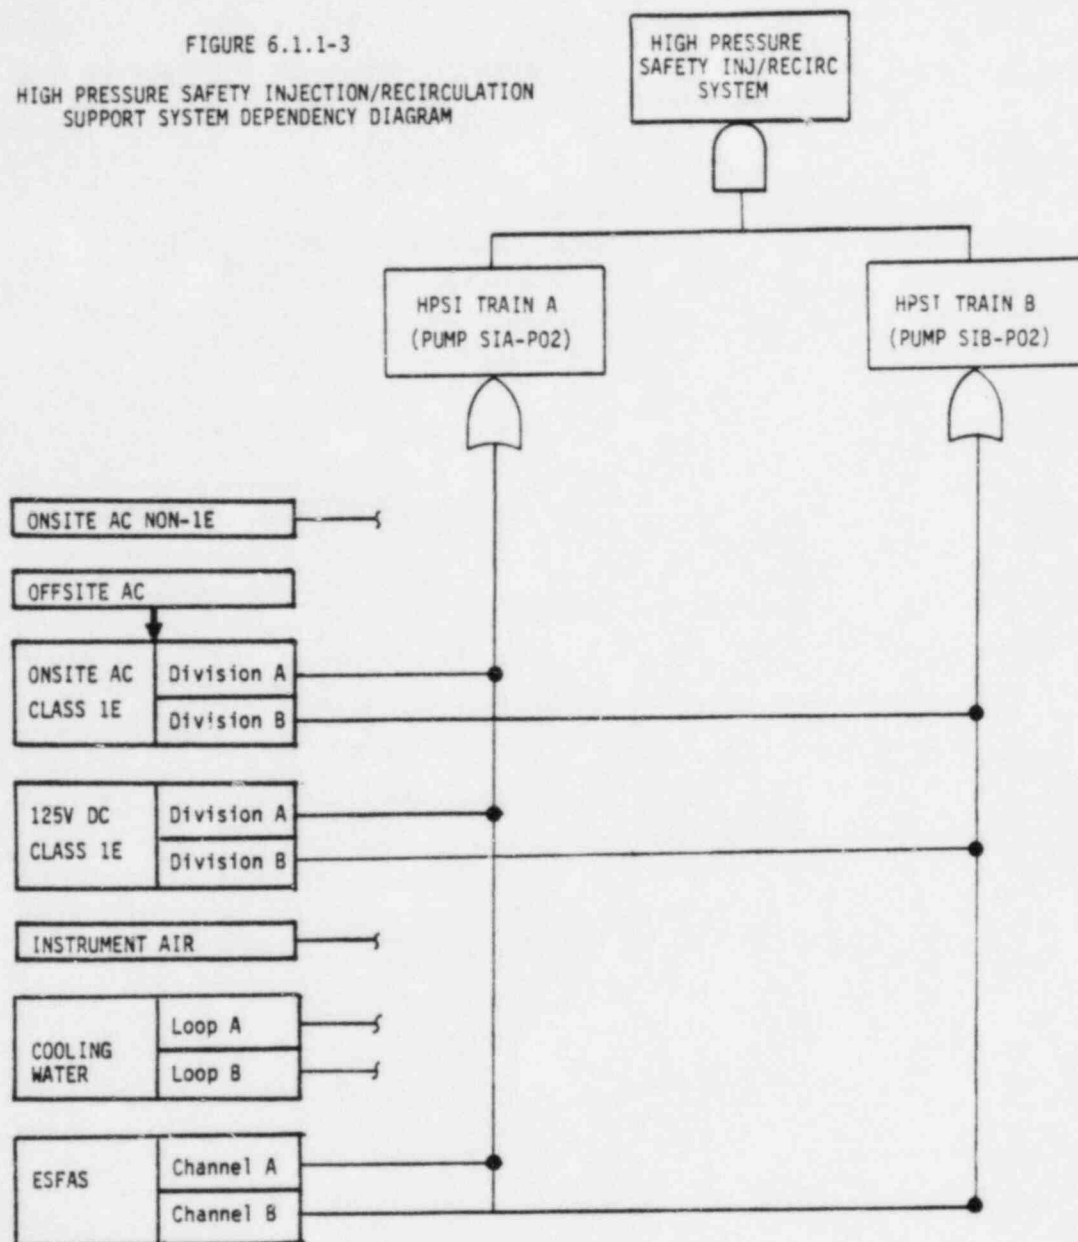 FIGURE 6.1.1-3
HIGH PRESSURE SAFETY INJECTION/RECIRCULATION
SUPPORT SYSTEM DEPENDENCY DIAGRAM
HIGH PRESSURE
SAFETY INJ/RECIRC
SYSTEM
HPSI TRAIN A
(PUMP SIA-P02)
HPSI TRAIN B
(PUMP SIB-P02)
ONSITE AC NON-1E
OFFSITE AC
ONSITE AC
CLASS 1E
Division A
Division B
125V DC
CLASS 1E
Division A
Division B
INSTRUMENT AIR
COOLING
WATER
Loop A
Loop B
ESFAS
Channel A
Channel B